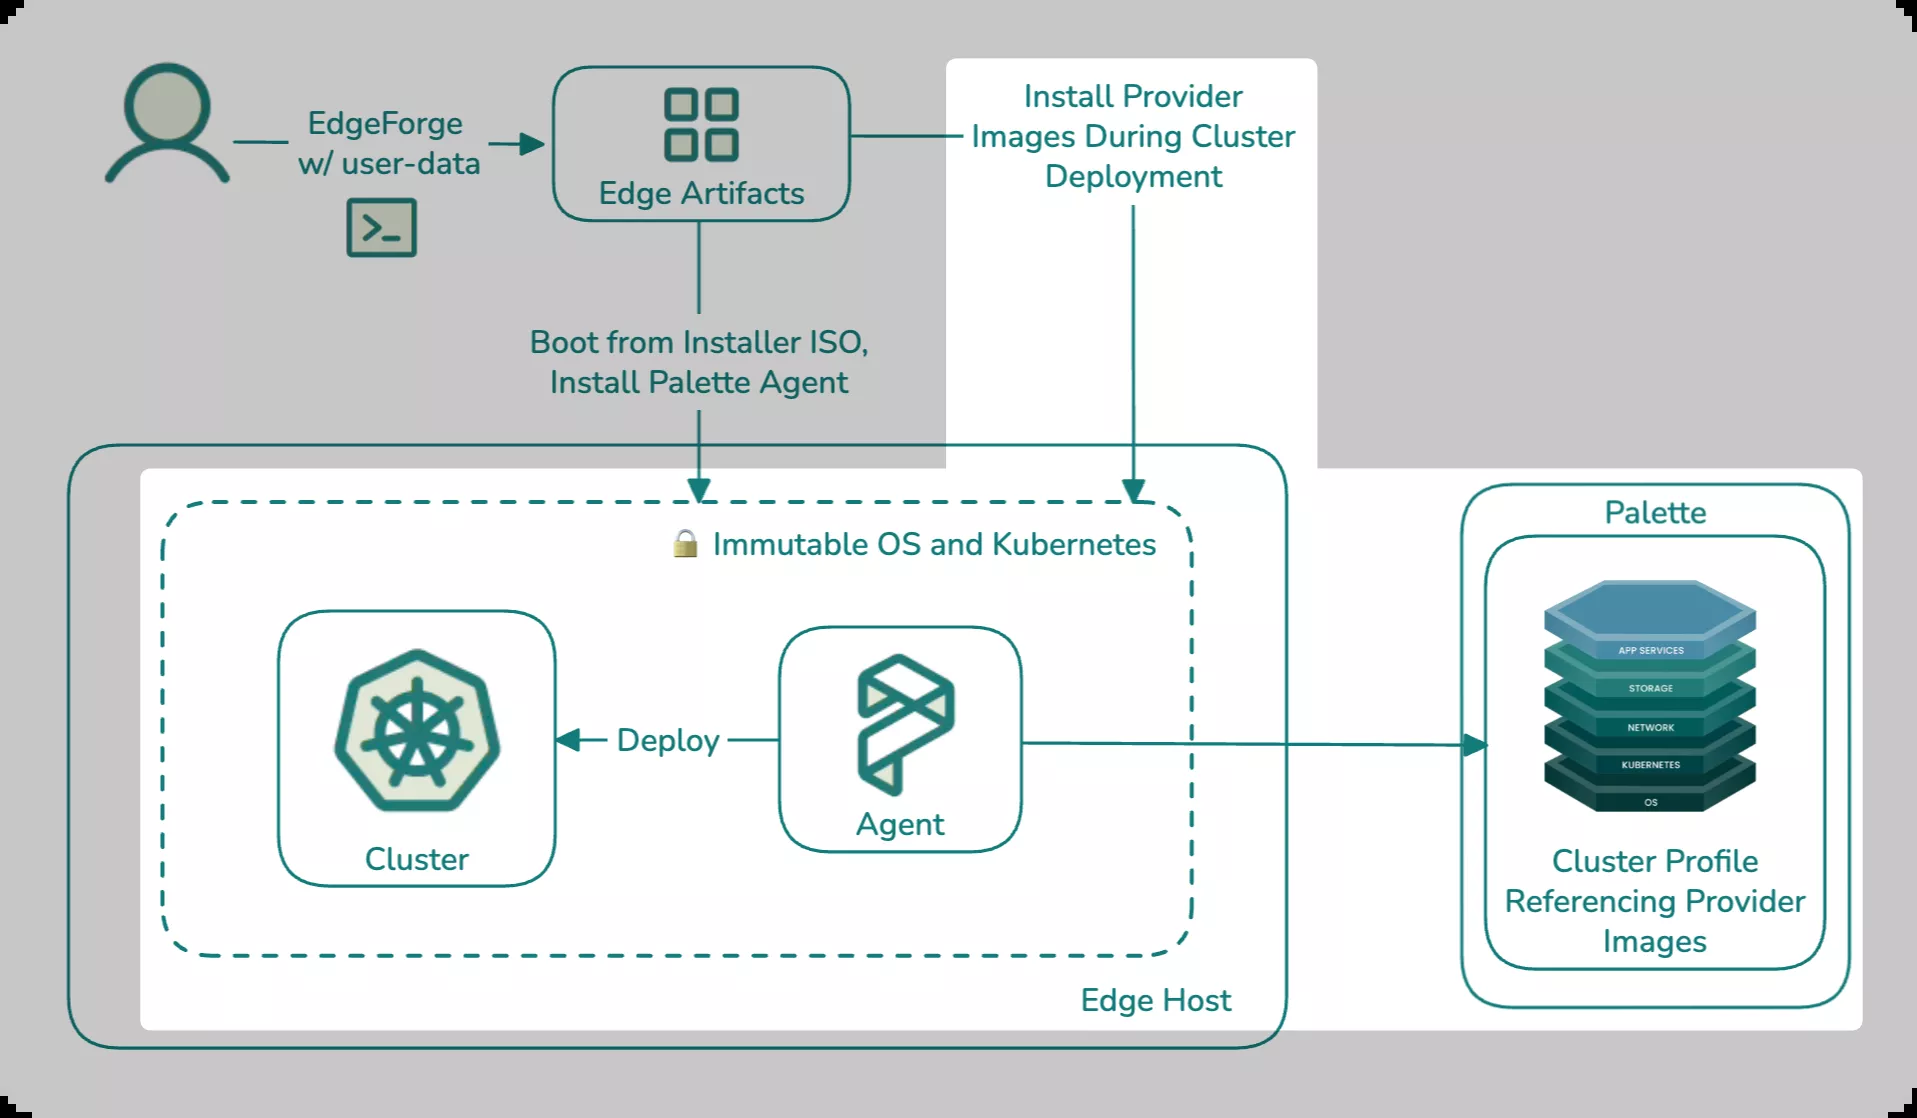 EdgeForge
w/ user-data
>_
Edge Artifacts
Install Provider
Images During Cluster
Deployment
Boot from Installer ISO,
Install Palette Agent
🔒 Immutable OS and Kubernetes
Cluster
Deploy
Agent
Edge Host
Palette
APP SERVICES
STORAGE
NETWORK
KUBERNETES
OS
Cluster Profile
Referencing Provider
Images